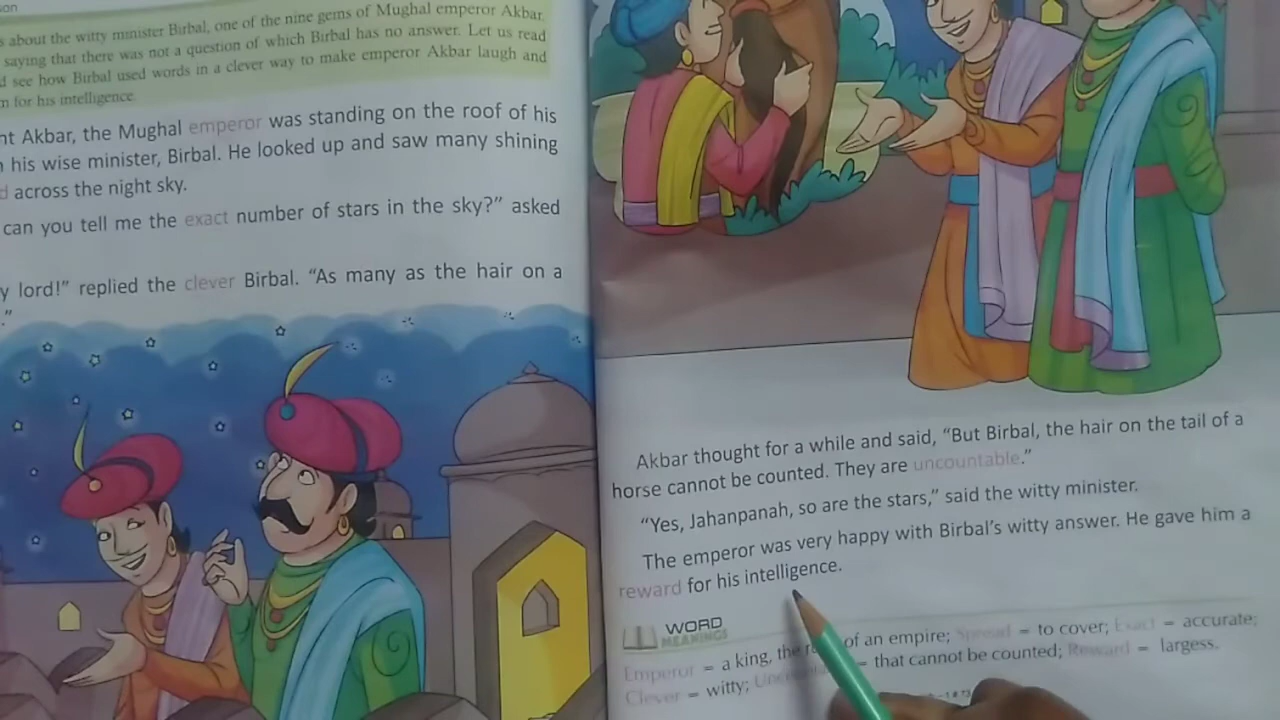 son
s about the witty minister Birbal, one of the nine gems of Mughal emperor Akbar.
saying that there was not a question of which Birbal has no answer. Let us read
d see how Birbal used words in a clever way to make emperor Akbar laugh and
m for his intelligence.
nt Akbar, the Mughal emperor was standing on the roof of his
his wise minister, Birbal. He looked up and saw many shining
d across the night sky.
can you tell me the exact number of stars in the sky?” asked
y lord!” replied the clever Birbal. “As many as the hair on a
.”
Akbar thought for a while and said, “But Birbal, the hair on the tail of a
horse cannot be counted. They are uncountable.”
“Yes, Jahanpanah, so are the stars,” said the witty minister.
The emperor was very happy with Birbal’s witty answer. He gave him a
reward for his intelligence.
WORD
MEANINGS
Emperor = a king, the of an empire; Spread = to cover; Exact = accurate;
Clever = witty; = that cannot be counted; Reward = largess.